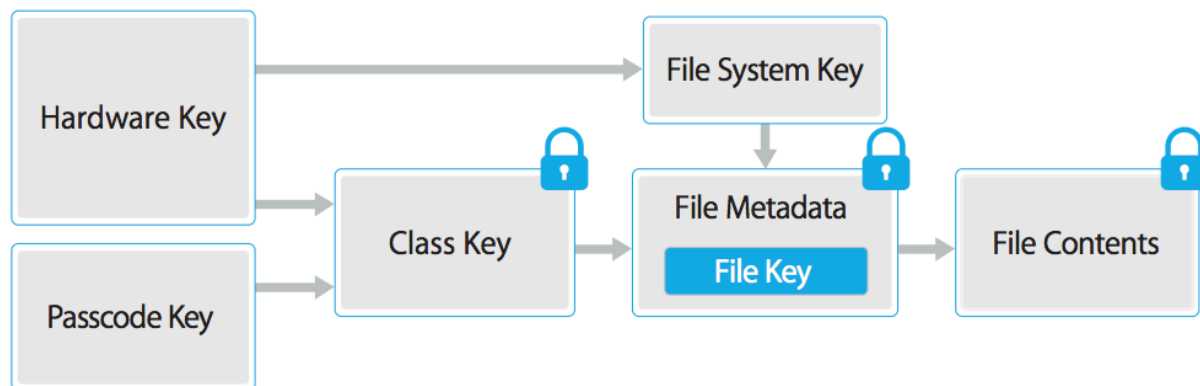 Hardware Key
File System Key
File Metadata
Class Key
File Key
File Contents
Passcode Key